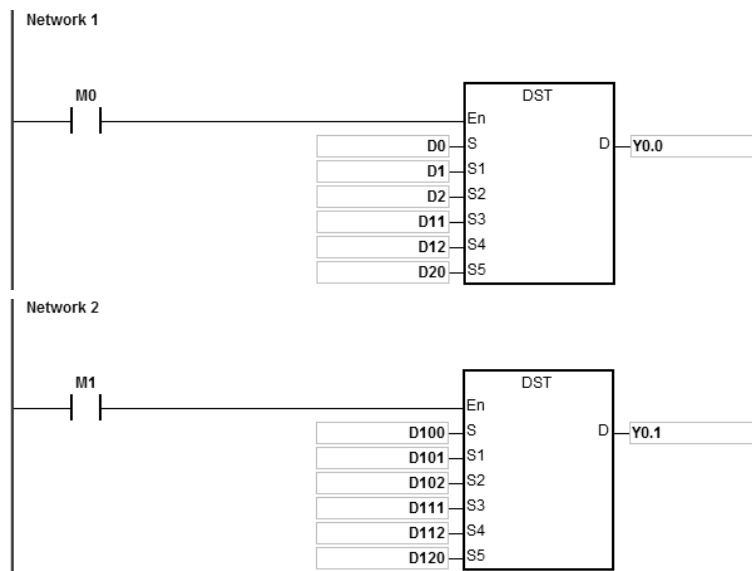 Network 1
M0
DST
En
D0 S D Y0.0
D1 S1
D2 S2
D11 S3
D12 S4
D20 S5
Network 2
M1
DST
En
D100 S D Y0.1
D101 S1
D102 S2
D111 S3
D112 S4
D120 S5